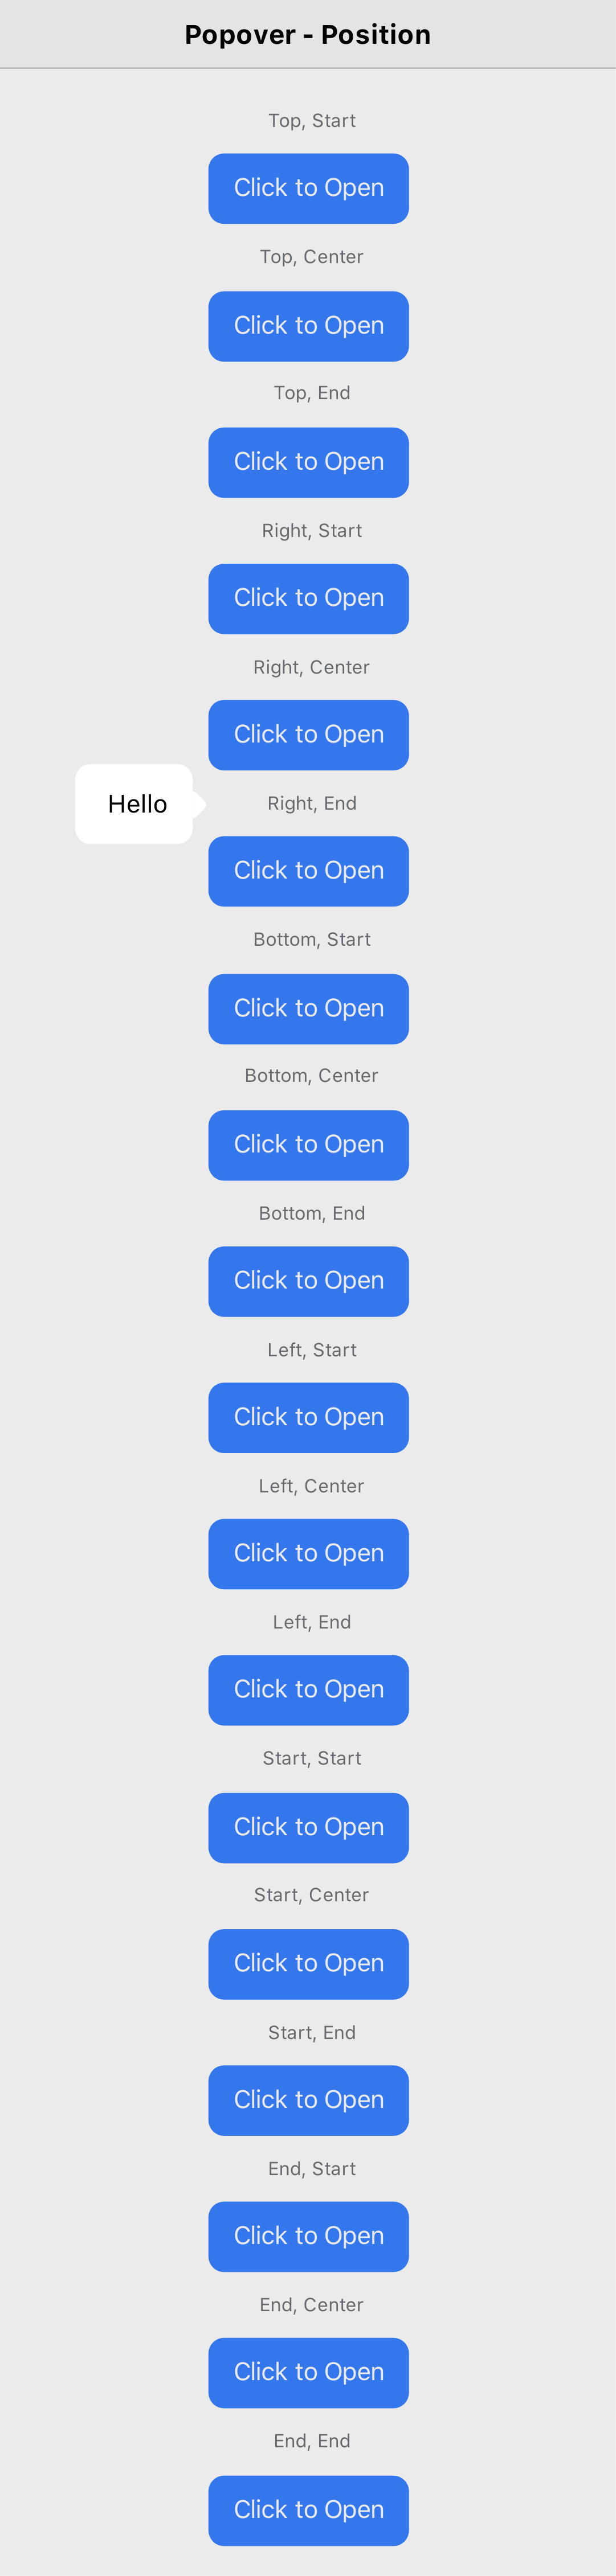 Popover - Position
Top, Start
Click to Open
Top, Center
Click to Open
Top, End
Click to Open
Right, Start
Click to Open
Right, Center
Click to Open
Hello
Right, End
Click to Open
Bottom, Start
Click to Open
Bottom, Center
Click to Open
Bottom, End
Click to Open
Left, Start
Click to Open
Left, Center
Click to Open
Left, End
Click to Open
Start, Start
Click to Open
Start, Center
Click to Open
Start, End
Click to Open
End, Start
Click to Open
End, Center
Click to Open
End, End
Click to Open